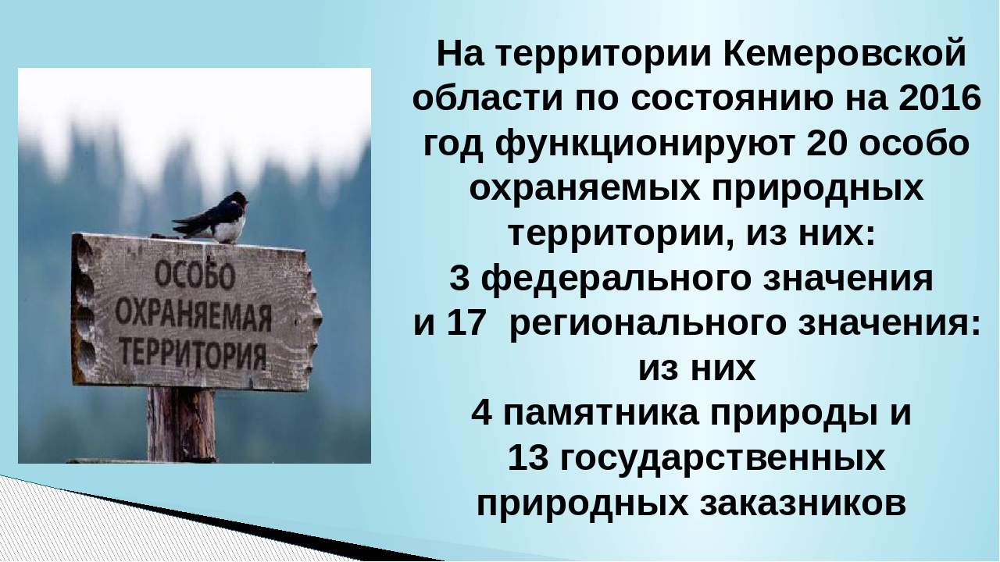 На территории Кемеровской
области по состоянию на 2016
год функционируют 20 особо
охраняемых природных
территории, из них:
3 федерального значения
и 17  регионального значения:
из них
4 памятника природы и
13 государственных
природных заказников
ОСОБО
ОХРАНЯЕМАЯ
ТЕРРИТОРИЯ